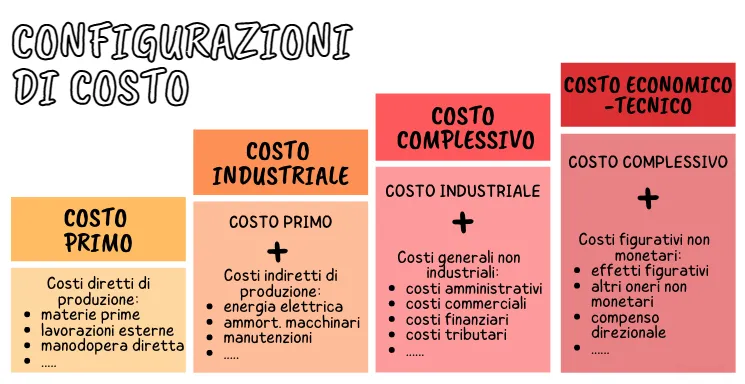 CONFIGURAZIONI
DI COSTO
COSTO
PRIMO
Costi diretti di
produzione:
• materie prime
• lavorazioni esterne
• manodopera diretta
• .....
COSTO
INDUSTRIALE
COSTO PRIMO
+
Costi indiretti di
produzione:
• energia elettrica
• ammort. macchinari
• manutenzioni
• .....
COSTO
COMPLESSIVO
COSTO INDUSTRIALE
+
Costi generali non
industriali:
• costi amministrativi
• costi commerciali
• costi finanziari
• costi tributari
• ......
COSTO ECONOMICO
-TECNICO
COSTO COMPLESSIVO
+
Costi figurativi non
monetari:
• effetti figurativi
• altri oneri non
monetari
• compenso
direzionale
• ......